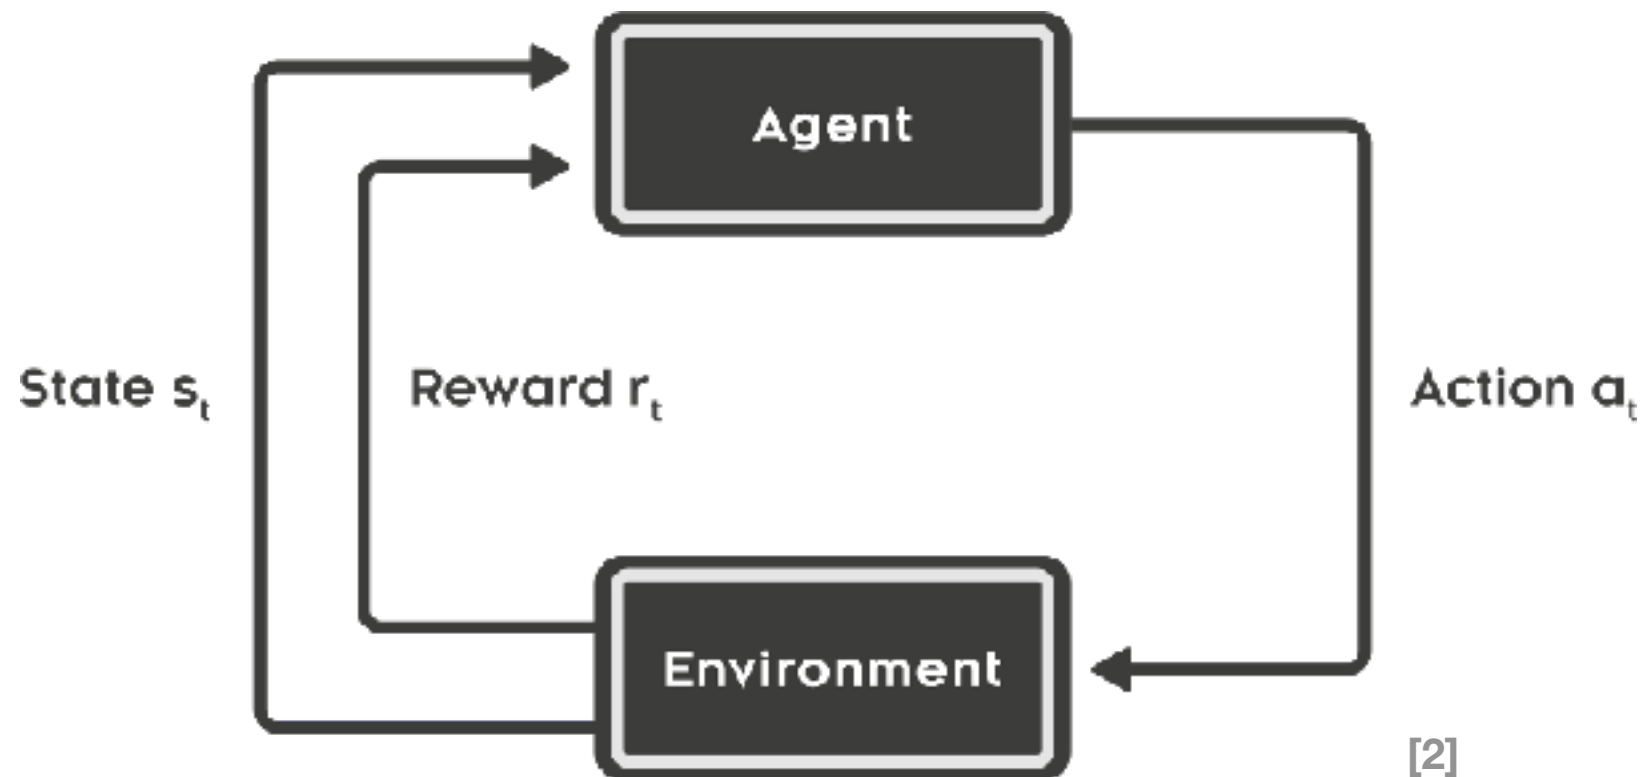 Agent
State sₜ
Reward rₜ
Action aₜ
Environment
[2]